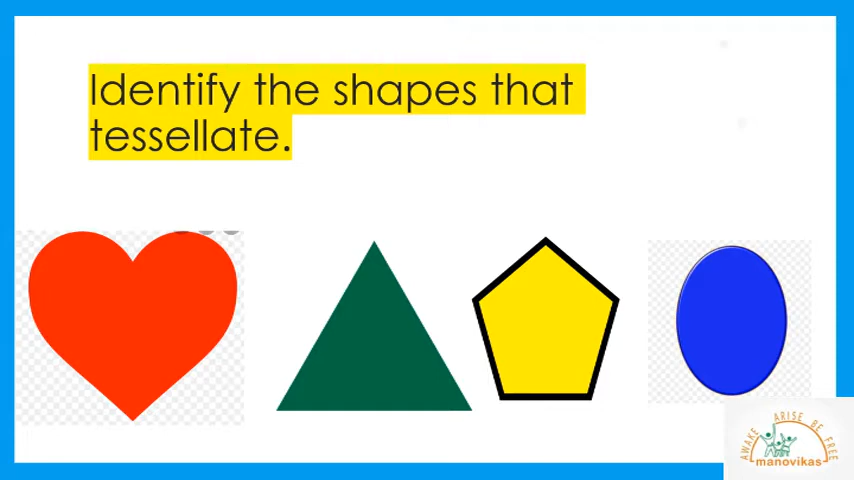 Identify the shapes that
tessellate.
AWAKE ARISE BE FREE
manovikas